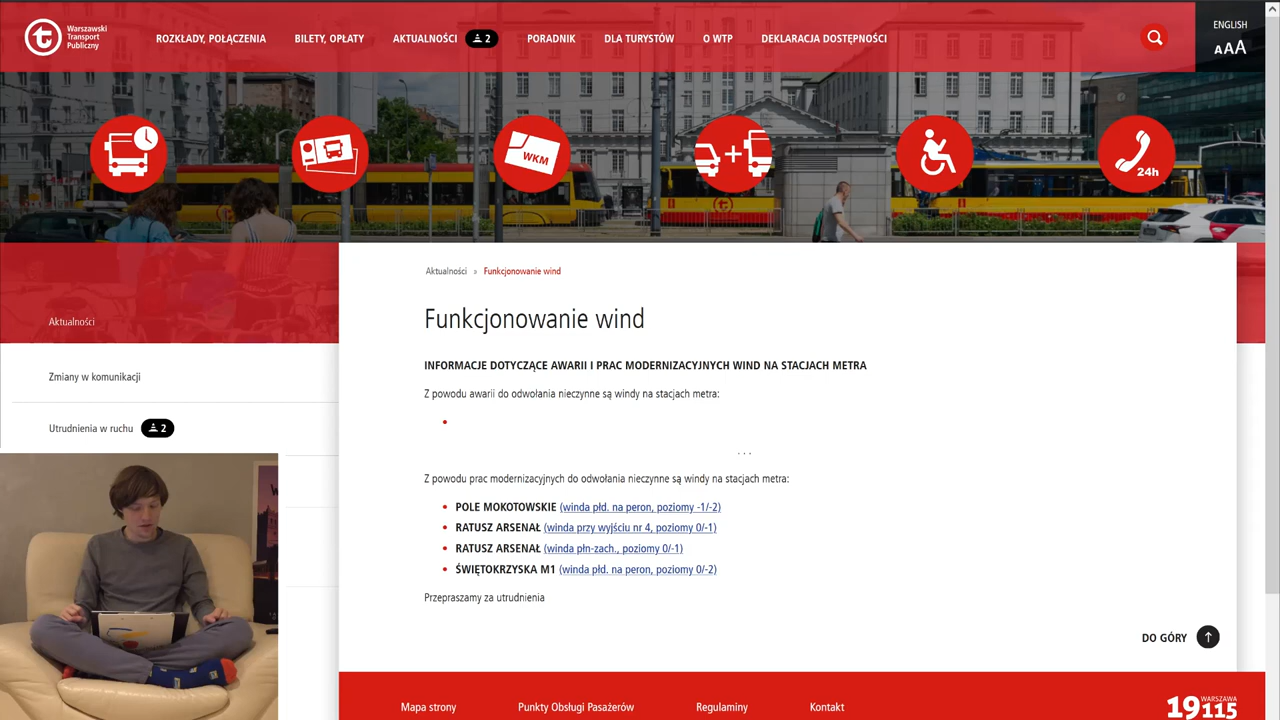 Warszawski
Transport
Publiczny
ROZKŁADY, POŁĄCZENIA
BILETY, OPŁATY
AKTUALNOŚCI 2
PORADNIK
DLA TURYSTÓW
O WTP
DEKLARACJA DOSTĘPNOŚCI
ENGLISH
AAA
WKM
24h
Aktualności
Zmiany w komunikacji
Utrudnienia w ruchu 2
Aktualności » Funkcjonowanie wind
Funkcjonowanie wind
INFORMACJE DOTYCZĄCE AWARII I PRAC MODERNIZACYJNYCH WIND NA STACJACH METRA
Z powodu awarii do odwołania nieczynne są windy na stacjach metra:
•
. . .
Z powodu prac modernizacyjnych do odwołania nieczynne są windy na stacjach metra:
• POLE MOKOTOWSKIE (winda płd. na peron, poziomy -1/-2)
• RATUSZ ARSENAŁ (winda przy wyjściu nr 4, poziomy 0/-1)
• RATUSZ ARSENAŁ (winda płn-zach., poziomy 0/-1)
• ŚWIĘTOKRZYSKA M1 (winda płd. na peron, poziomy 0/-2)
Przepraszamy za utrudnienia
DO GÓRY
Mapa strony
Punkty Obsługi Pasażerów
Regulaminy
Kontakt
WARSZAWA
19115